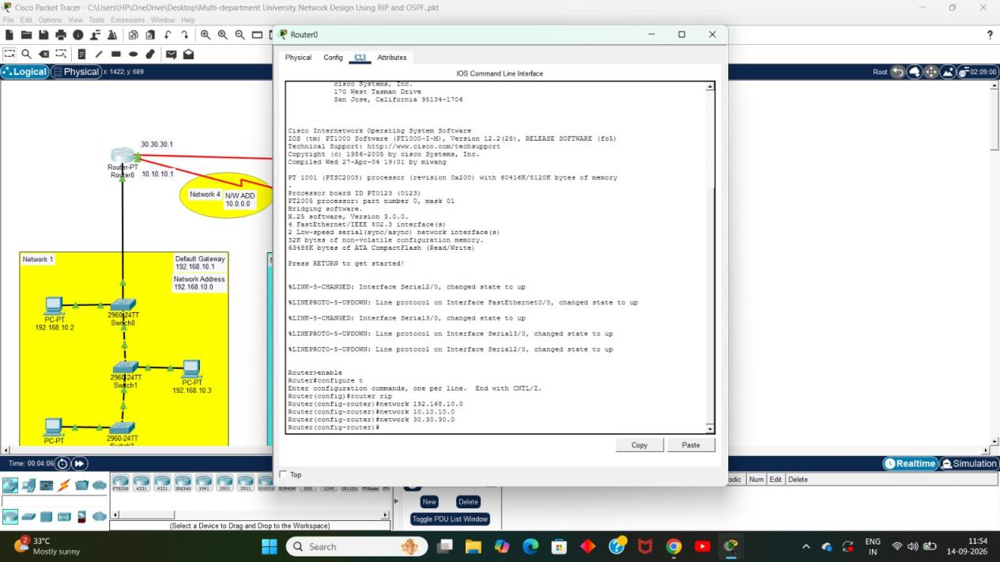 Cisco Packet Tracer - C:\Users\HP\OneDrive\Desktop\Multi-department University Network Design Using RIP and OSPF..pkt
File Edit Options View Tools Extensions Window Help
Logical Physical x: 1422, y: 689
Root 02:09:00
30.30.30.1
Router-PT
Router0
10.10.10.1
Network 4
N/W ADD
10.0.0.0
Network 1
Default Gateway
192.168.10.1
Network Address
192.168.10.0
PC-PT
192.168.10.2
2960-24TT
Switch0
2960-24TT
Switch1
PC-PT
192.168.10.3
PC-PT
2960-24TT
Router0
Physical Config CLI Attributes
IOS Command Line Interface
cisco Systems, Inc.
170 West Tasman Drive
San Jose, California 95134-1706
Cisco Internetwork Operating System Software
IOS (tm) PT1000 Software (PT1000-I-M), Version 12.2(28), RELEASE SOFTWARE (fc5)
Technical Support: http://www.cisco.com/techsupport
Copyright (c) 1986-2005 by cisco Systems, Inc.
Compiled Wed 27-Apr-04 19:01 by miwang
PT 1001 (PTSC2005) processor (revision 0x200) with 60416K/5120K bytes of memory
.
Processor board ID PT0123 (0123)
PT2005 processor: part number 0, mask 01
Bridging software.
X.25 software, Version 3.0.0.
4 FastEthernet/IEEE 802.3 interface(s)
2 Low-speed serial(sync/async) network interface(s)
32K bytes of non-volatile configuration memory.
63488K bytes of ATA CompactFlash (Read/Write)
Press RETURN to get started!
%LINK-5-CHANGED: Interface Serial2/0, changed state to up
%LINEPROTO-5-UPDOWN: Line protocol on Interface FastEthernet0/0, changed state to up
%LINK-5-CHANGED: Interface Serial3/0, changed state to up
%LINEPROTO-5-UPDOWN: Line protocol on Interface Serial3/0, changed state to up
%LINEPROTO-5-UPDOWN: Line protocol on Interface Serial2/0, changed state to up
Router>enable
Router#configure t
Enter configuration commands, one per line.  End with CNTL/Z.
Router(config)#router rip
Router(config-router)#network 192.168.10.0
Router(config-router)#network 10.10.10.0
Router(config-router)#network 30.30.30.0
Router(config-router)#
Copy Paste
Top
Time: 00:04:06
Realtime Simulation
4331 4321 1941 2901 2911
(Select a Device to Drag and Drop to the Workspace)
New Delete
Toggle PDU List Window
odic Num Edit Delete
2
33°C
Mostly sunny
Search
ENG
IN
11:54
14-09-2026